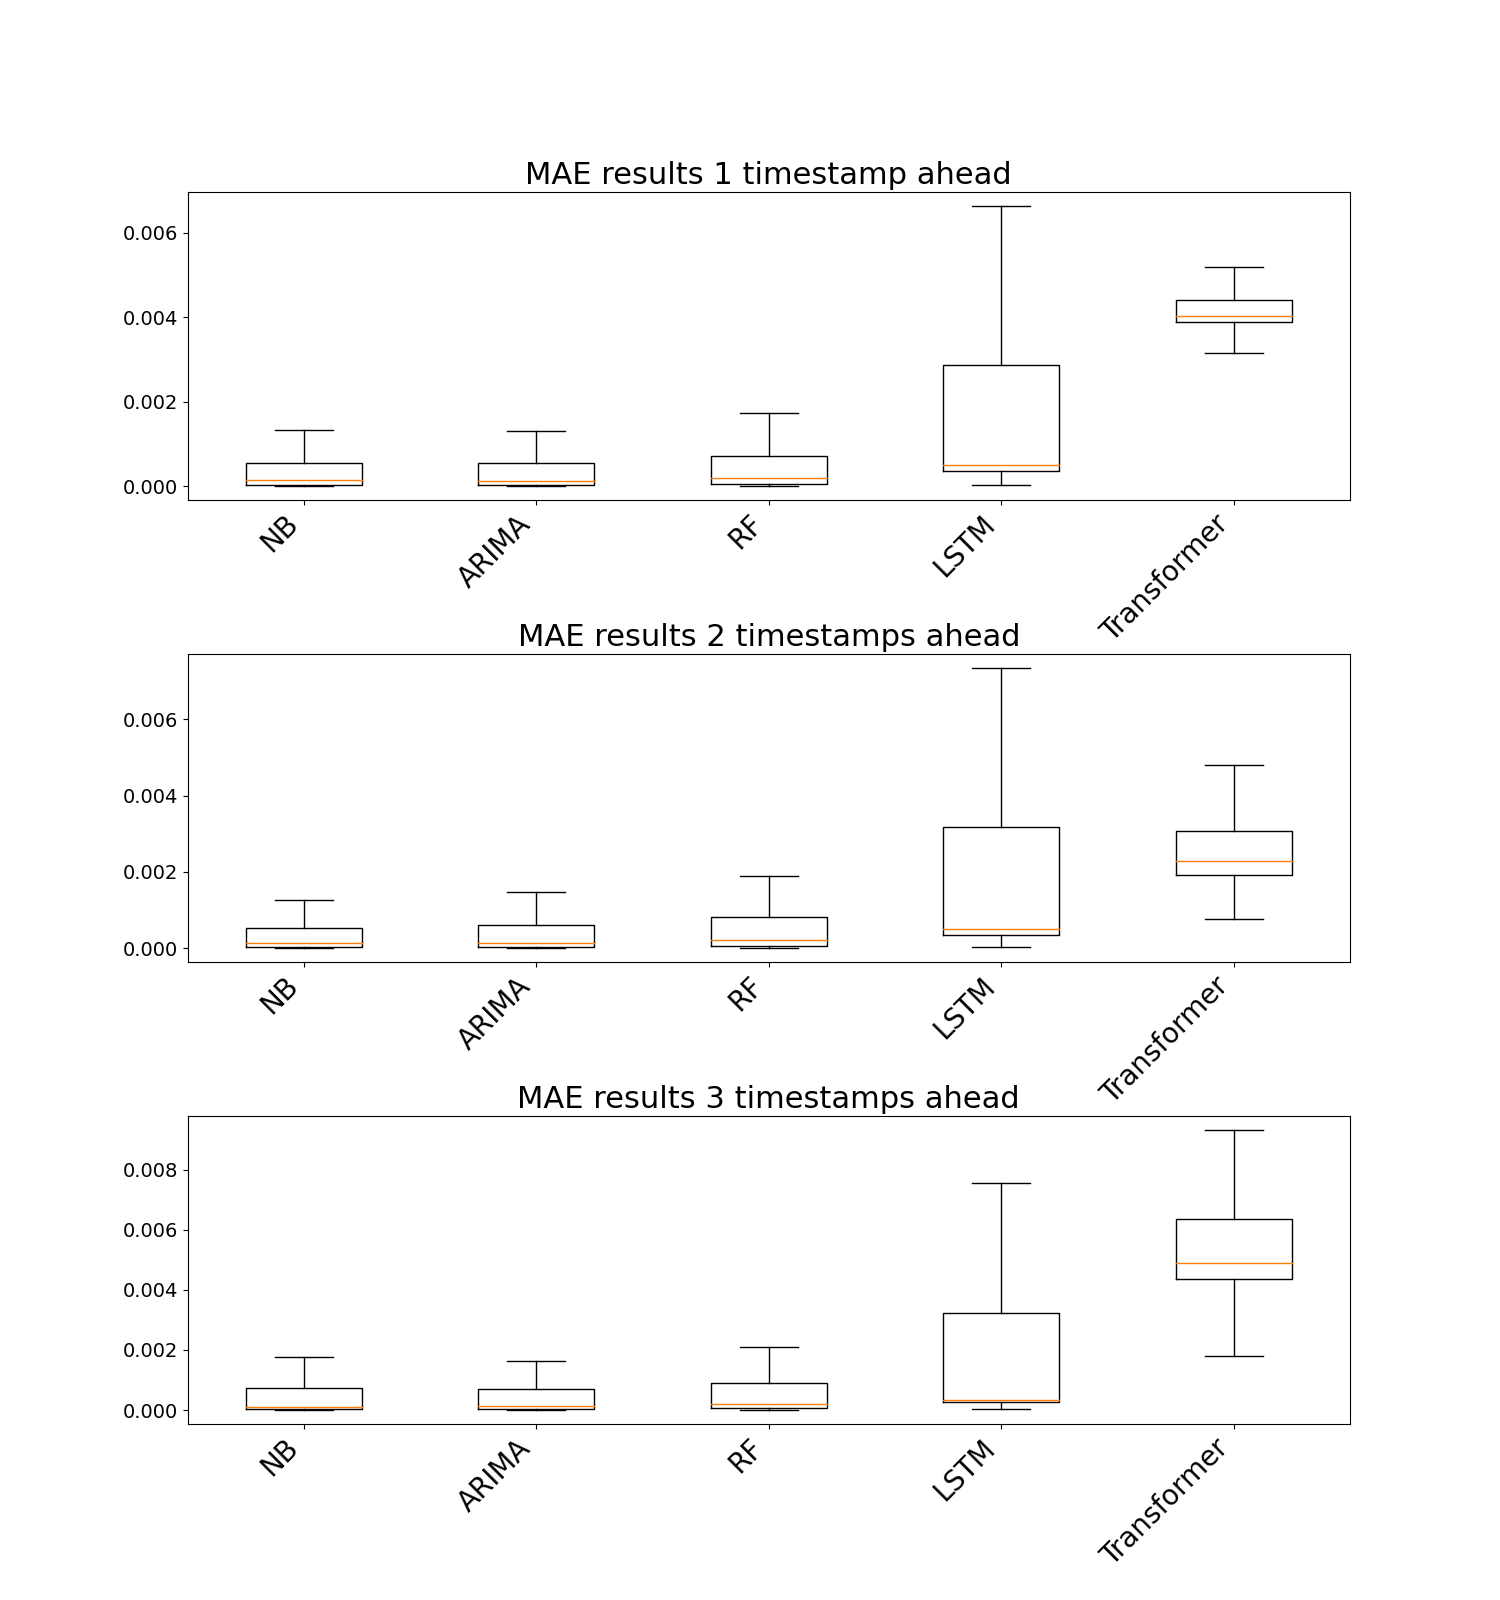 MAE results 1 timestamp ahead
0.006
0.004
0.002
0.000
NB
ARIMA
RF
LSTM
Transformer
MAE results 2 timestamps ahead
0.006
0.004
0.002
0.000
NB
ARIMA
RF
LSTM
Transformer
MAE results 3 timestamps ahead
0.008
0.006
0.004
0.002
0.000
NB
ARIMA
RF
LSTM
Transformer